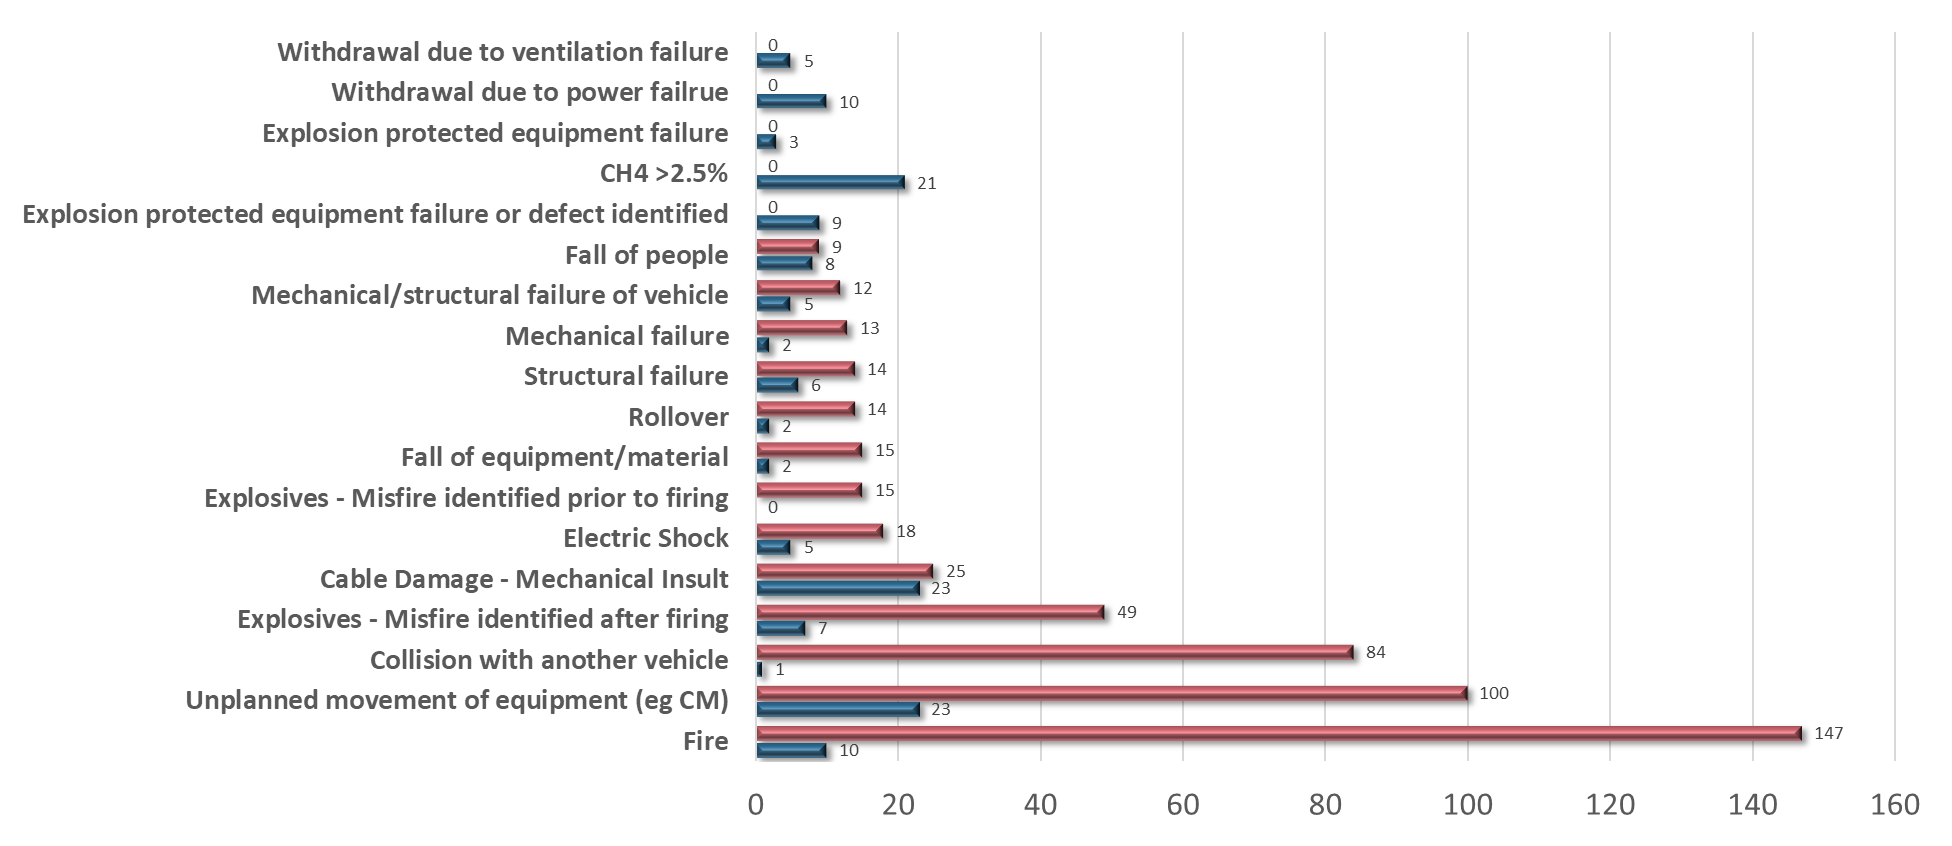 Withdrawal due to ventilation failure
0
5
Withdrawal due to power failrue
0
10
Explosion protected equipment failure
0
3
CH4 >2.5%
0
21
Explosion protected equipment failure or defect identified
0
9
Fall of people
9
8
Mechanical/structural failure of vehicle
12
5
Mechanical failure
13
2
Structural failure
14
6
Rollover
14
2
Fall of equipment/material
15
2
Explosives - Misfire identified prior to firing
15
0
Electric Shock
18
5
Cable Damage - Mechanical Insult
25
23
Explosives - Misfire identified after firing
49
7
Collision with another vehicle
84
1
Unplanned movement of equipment (eg CM)
100
23
Fire
147
10
0 20 40 60 80 100 120 140 160